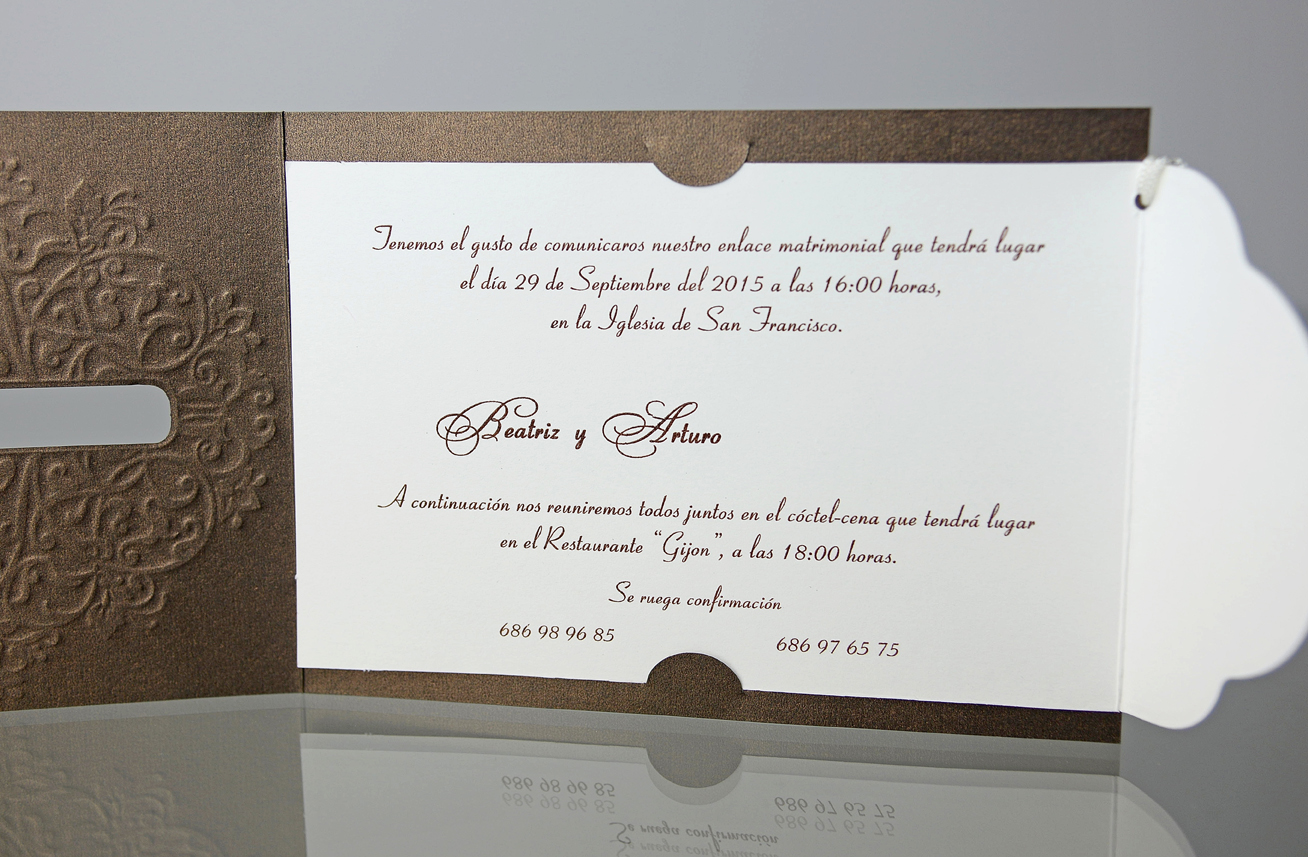 Tenemos el gusto de comunicaros nuestro enlace matrimonial que tendrá lugar
el día 29 de Septiembre del 2015 a las 16:00 horas,
en la Iglesia de San Francisco.
Beatriz y Arturo
A continuación nos reuniremos todos juntos en el cóctel-cena que tendrá lugar
en el Restaurante “Gijon”, a las 18:00 horas.
Se ruega confirmación
686 98 96 85 686 97 65 75